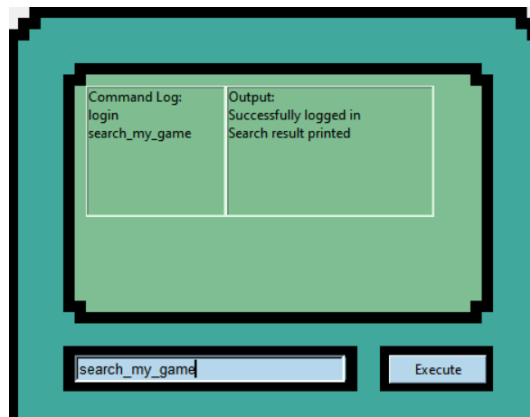 Command Log:
login
search_my_game
Output:
Successfully logged in
Search result printed
search_my_game
Execute